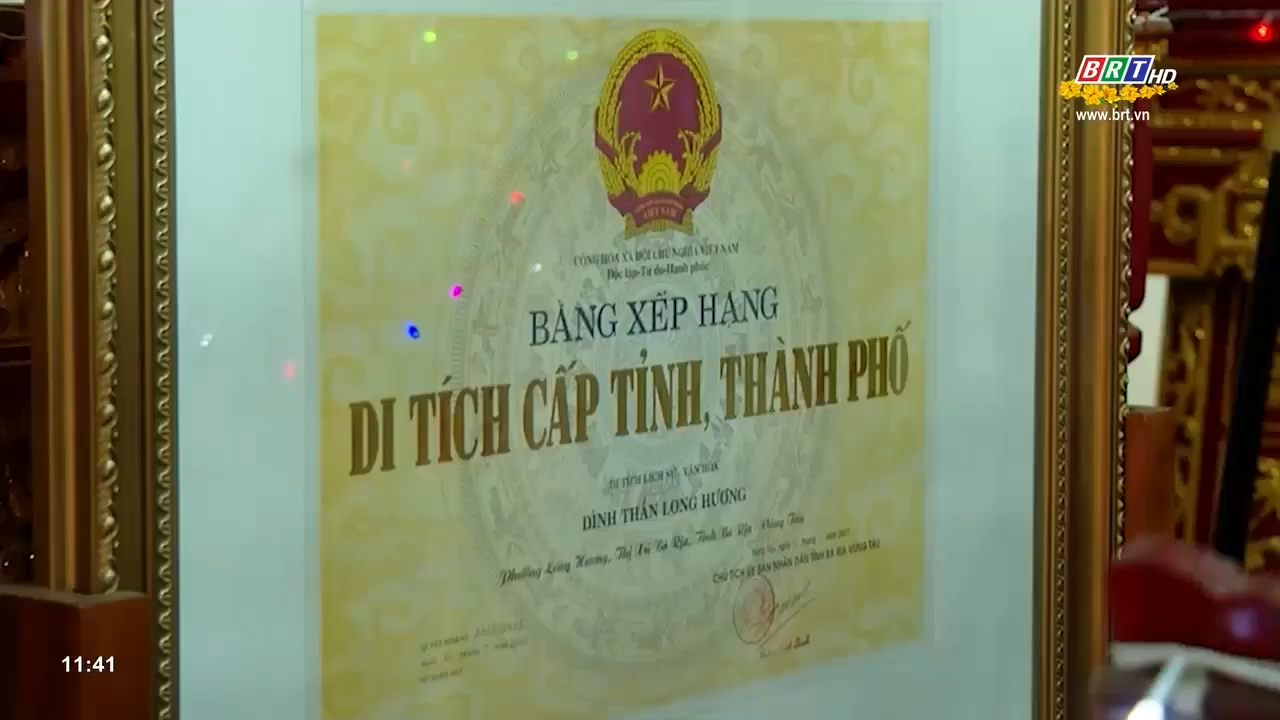 BRT HD
www.brt.vn
VIỆT NAM
CỘNG HÒA XÃ HỘI CHỦ NGHĨA VIỆT NAM
Độc lập-Tự do-Hạnh phúc
BẰNG XẾP HẠNG
DI TÍCH CẤP TỈNH, THÀNH PHỐ
DI TÍCH LỊCH SỬ - VĂN HÓA
ĐÌNH THẦN LONG HƯƠNG
Phường Long Hương, Thị Xã Bà Rịa, Tỉnh Bà Rịa - Vũng Tàu
CHỦ TỊCH ỦY BAN NHÂN DÂN TỈNH BÀ RỊA VŨNG TÀU
11:41